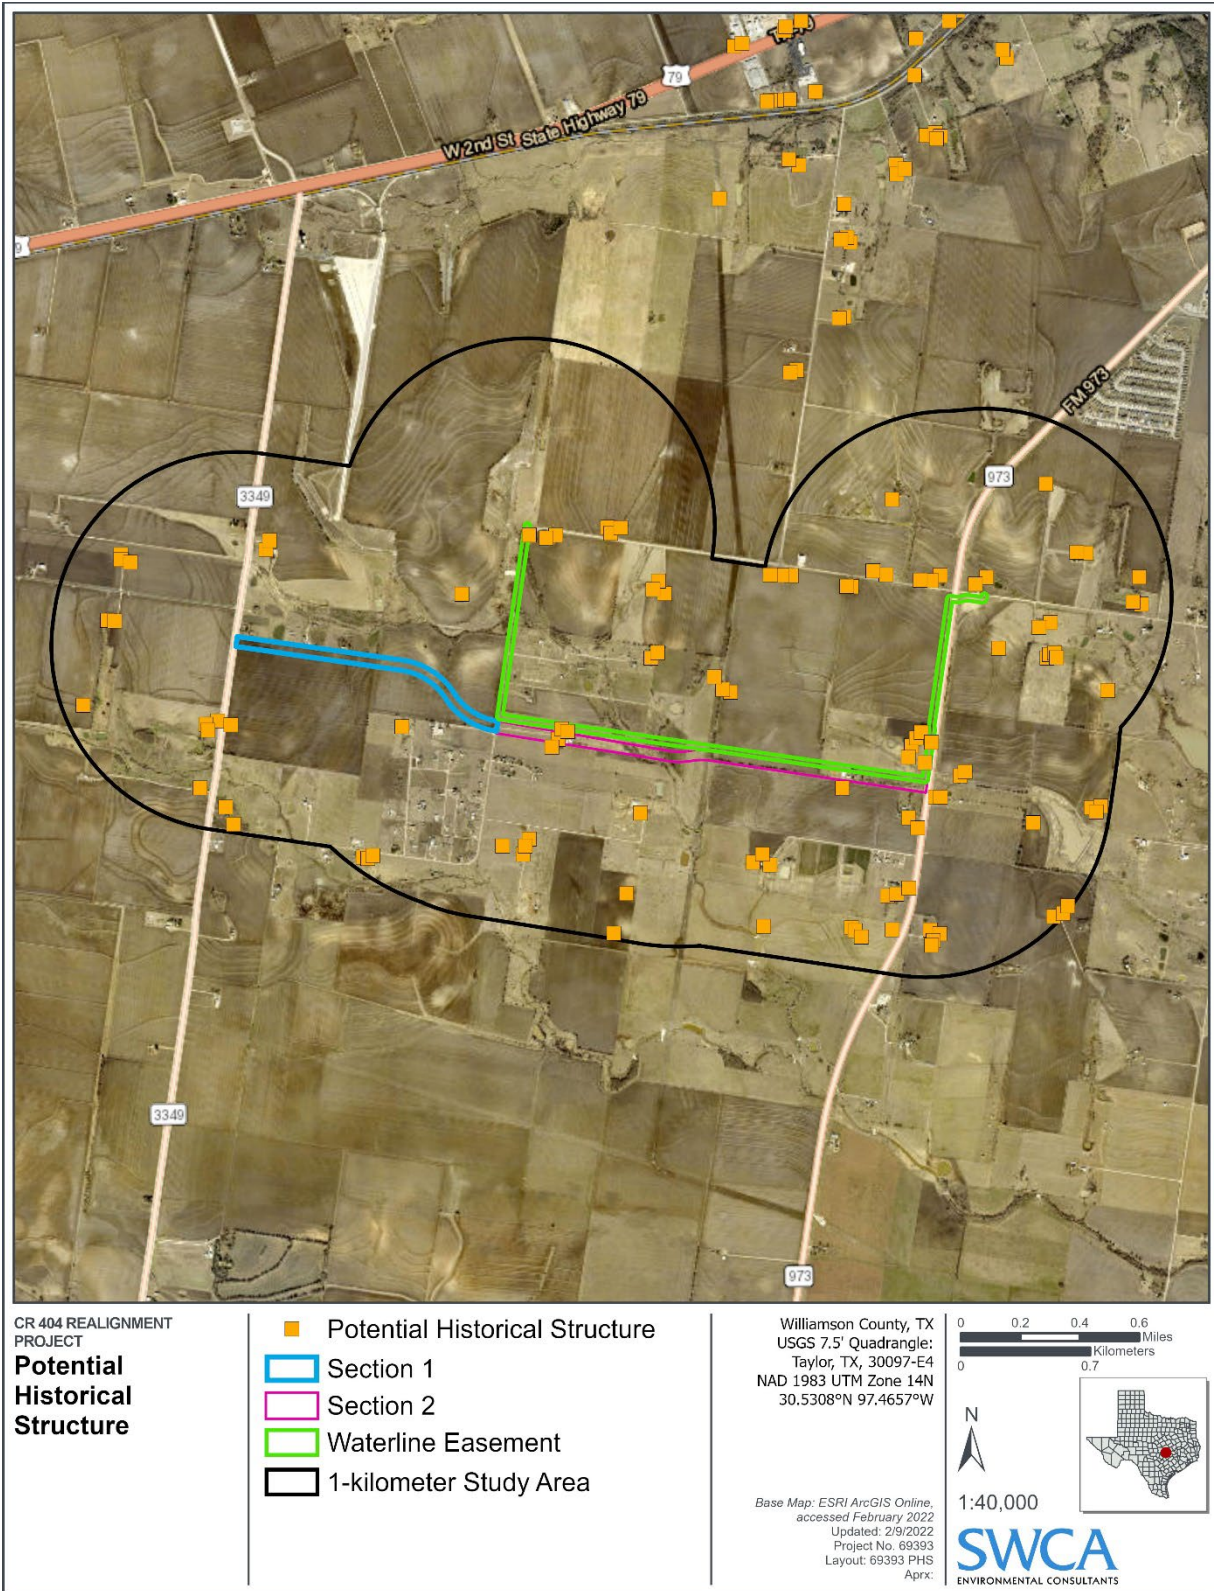 79
W 2nd St State Highway 79
9
FM 973
973
3349
3349
973
CR 404 REALIGNMENT
PROJECT
Potential
Historical
Structure
Potential Historical Structure
Section 1
Section 2
Waterline Easement
1-kilometer Study Area
Williamson County, TX
USGS 7.5' Quadrangle:
Taylor, TX, 30097-E4
NAD 1983 UTM Zone 14N
30.5308°N 97.4657°W
Base Map: ESRI ArcGIS Online,
accessed February 2022
Updated: 2/9/2022
Project No. 69393
Layout: 69393 PHS
Aprx:
0 0.2 0.4 0.6
Miles
Kilometers
0 0.7
N
1:40,000
SWCA
ENVIRONMENTAL CONSULTANTS